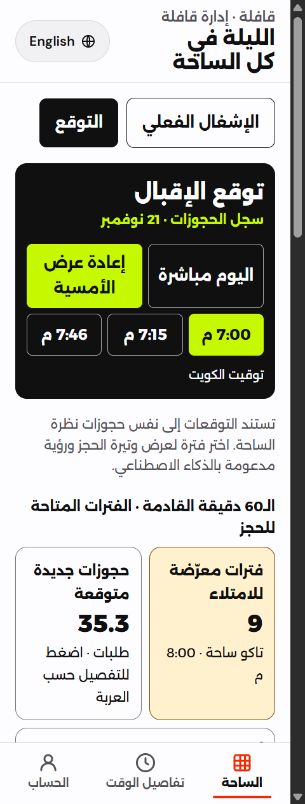 قافلة · إدارة قافلة
الليلة في
كل الساحة
English
الإشغال الفعلي
التوقع
توقع الإقبال
سجل الحجوزات · 21 نوفمبر
اليوم مباشرة
إعادة عرض
الأمسية
7:00 م
7:15 م
7:46 م
توقيت الكويت
تستند التوقعات إلى نفس حجوزات نظرة
الساحة. اختر فترة لعرض وتيرة الحجز ورؤية
مدعومة بالذكاء الاصطناعي.
الـ60 دقيقة القادمة · الفترات المتاحة
للحجز
فترات معرّضة
للامتلاء
9
تاكو ساحة · 8:00
م
حجوزات جديدة
متوقعة
35.3
طلبات · اضغط
للتفصيل حسب
العربة
الساحة
تفاصيل الوقت
الحساب